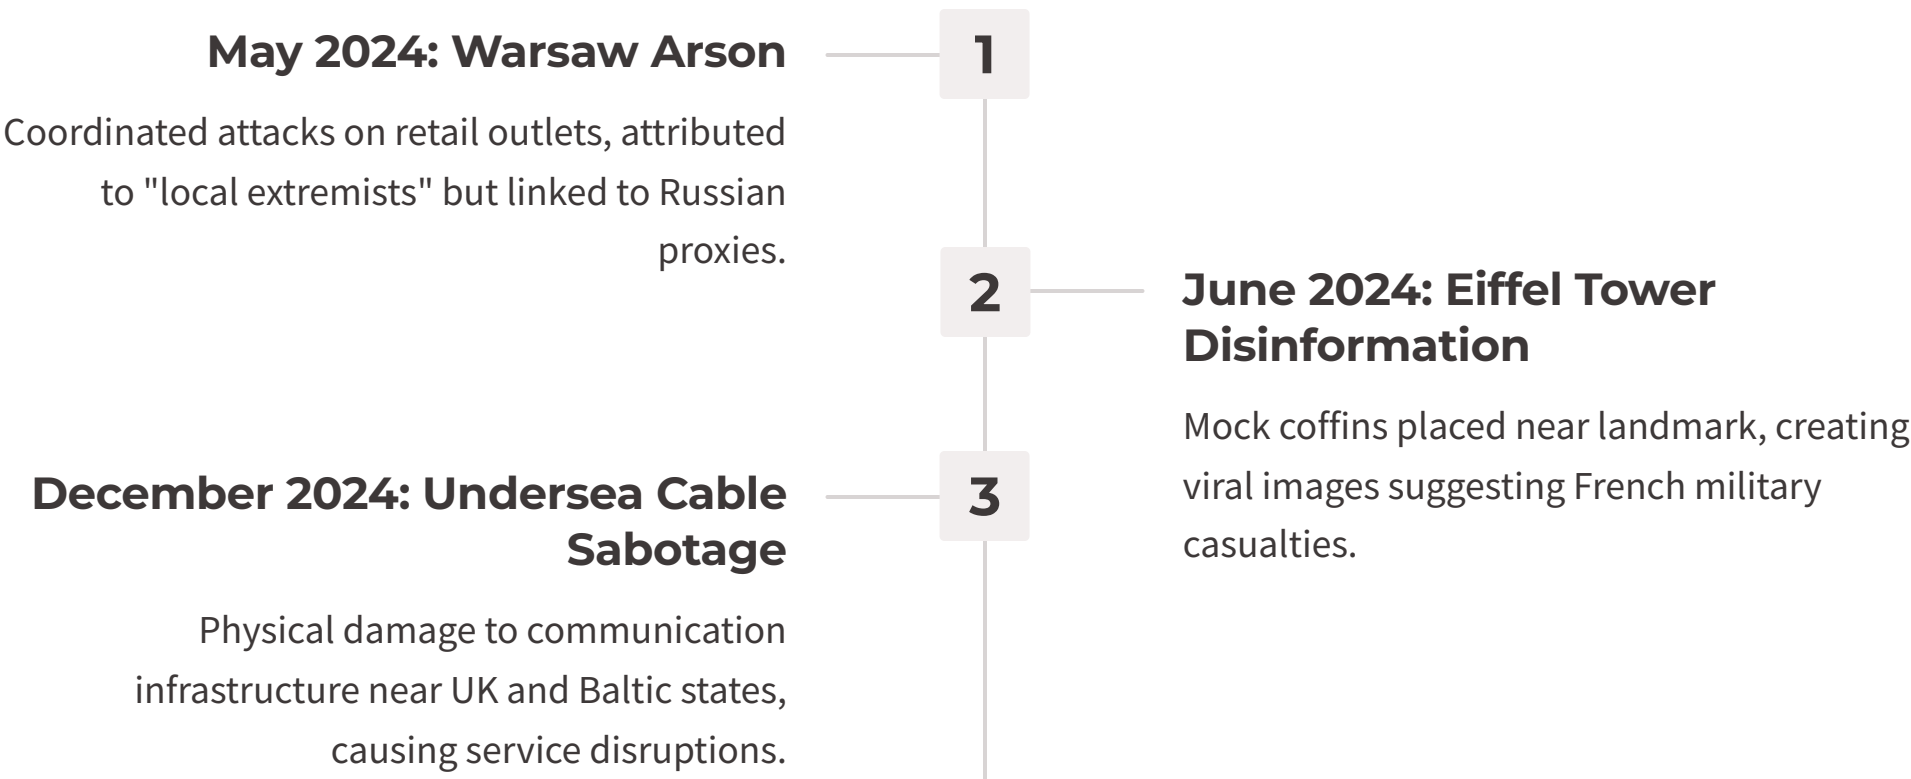 May 2024: Warsaw Arson
1
Coordinated attacks on retail outlets, attributed
to "local extremists" but linked to Russian
proxies.
2
June 2024: Eiffel Tower
Disinformation
Mock coffins placed near landmark, creating
viral images suggesting French military
casualties.
December 2024: Undersea Cable
Sabotage
3
Physical damage to communication
infrastructure near UK and Baltic states,
causing service disruptions.